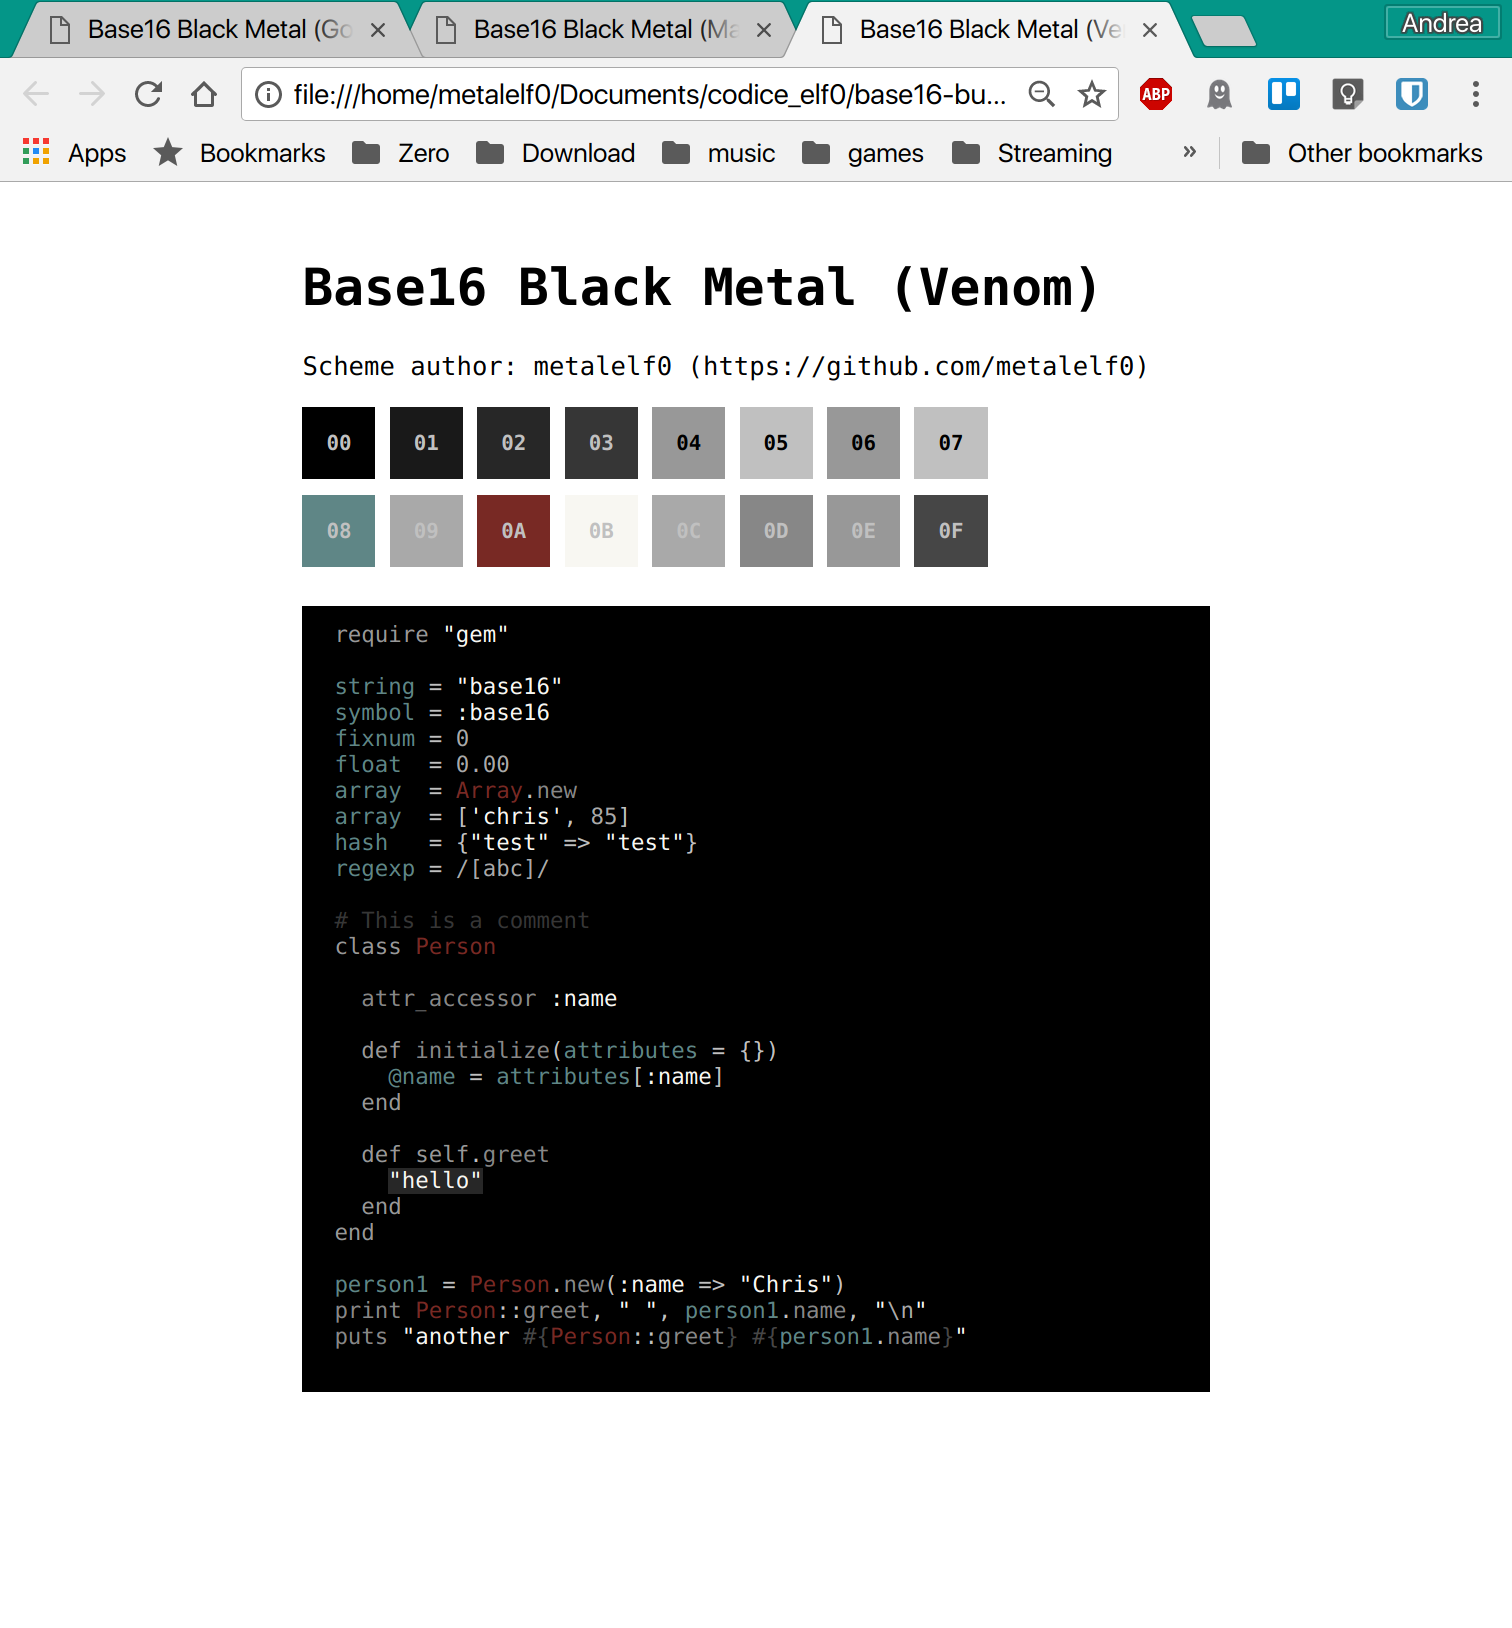 Base16 Black Metal (Go
Base16 Black Metal (Ma
Base16 Black Metal (Ve
Andrea
file:///home/metalelf0/Documents/codice_elf0/base16-bu...
ABP
Apps
Bookmarks
Zero
Download
music
games
Streaming
»
Other bookmarks
Base16 Black Metal (Venom)
Scheme author: metalelf0 (https://github.com/metalelf0)
00 01 02 03 04 05 06 07
08 09 0A 0B 0C 0D 0E 0F
require "gem"
string = "base16"
symbol = :base16
fixnum = 0
float  = 0.00
array  = Array.new
array  = ['chris', 85]
hash   = {"test" => "test"}
regexp = /[abc]/
# This is a comment
class Person
  attr_accessor :name
  def initialize(attributes = {})
    @name = attributes[:name]
  end
  def self.greet
    "hello"
  end
end
person1 = Person.new(:name => "Chris")
print Person::greet, " ", person1.name, "\n"
puts "another #{Person::greet} #{person1.name}"